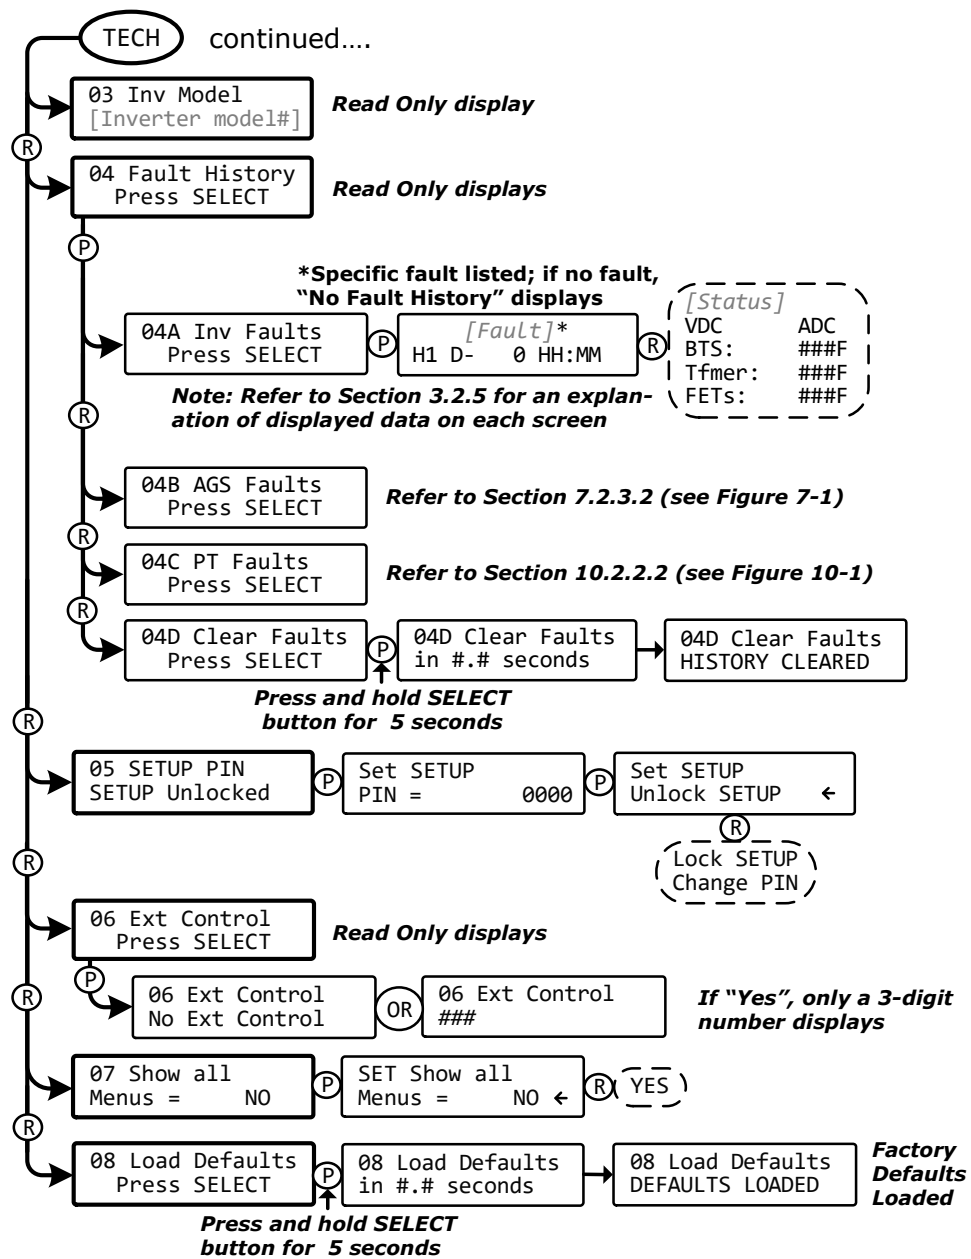 TECH continued....
03 Inv Model
[Inverter model#]
Read Only display
R
04 Fault History
Press SELECT
Read Only displays
P
*Specific fault listed; if no fault,
“No Fault History” displays
04A Inv Faults
Press SELECT
P
[Fault]*
H1 D- 0 HH:MM
R
[Status]
VDC ADC
BTS: ###F
Tfmer: ###F
FETs: ###F
Note: Refer to Section 3.2.5 for an explan-
ation of displayed data on each screen
R
04B AGS Faults
Press SELECT
Refer to Section 7.2.3.2 (see Figure 7-1)
R
04C PT Faults
Press SELECT
Refer to Section 10.2.2.2 (see Figure 10-1)
R
04D Clear Faults
Press SELECT
P
04D Clear Faults
in #.# seconds
04D Clear Faults
HISTORY CLEARED
Press and hold SELECT
button for 5 seconds
R
05 SETUP PIN
SETUP Unlocked
P
Set SETUP
PIN = 0000
P
Set SETUP
Unlock SETUP ←
R
Lock SETUP
Change PIN
R
06 Ext Control
Press SELECT
Read Only displays
P
06 Ext Control
No Ext Control
OR
06 Ext Control
###
If “Yes”, only a 3-digit
number displays
R
07 Show all
Menus = NO
P
SET Show all
Menus = NO ←
R
YES
R
08 Load Defaults
Press SELECT
P
08 Load Defaults
in #.# seconds
08 Load Defaults
DEFAULTS LOADED
Factory
Defaults
Loaded
Press and hold SELECT
button for 5 seconds